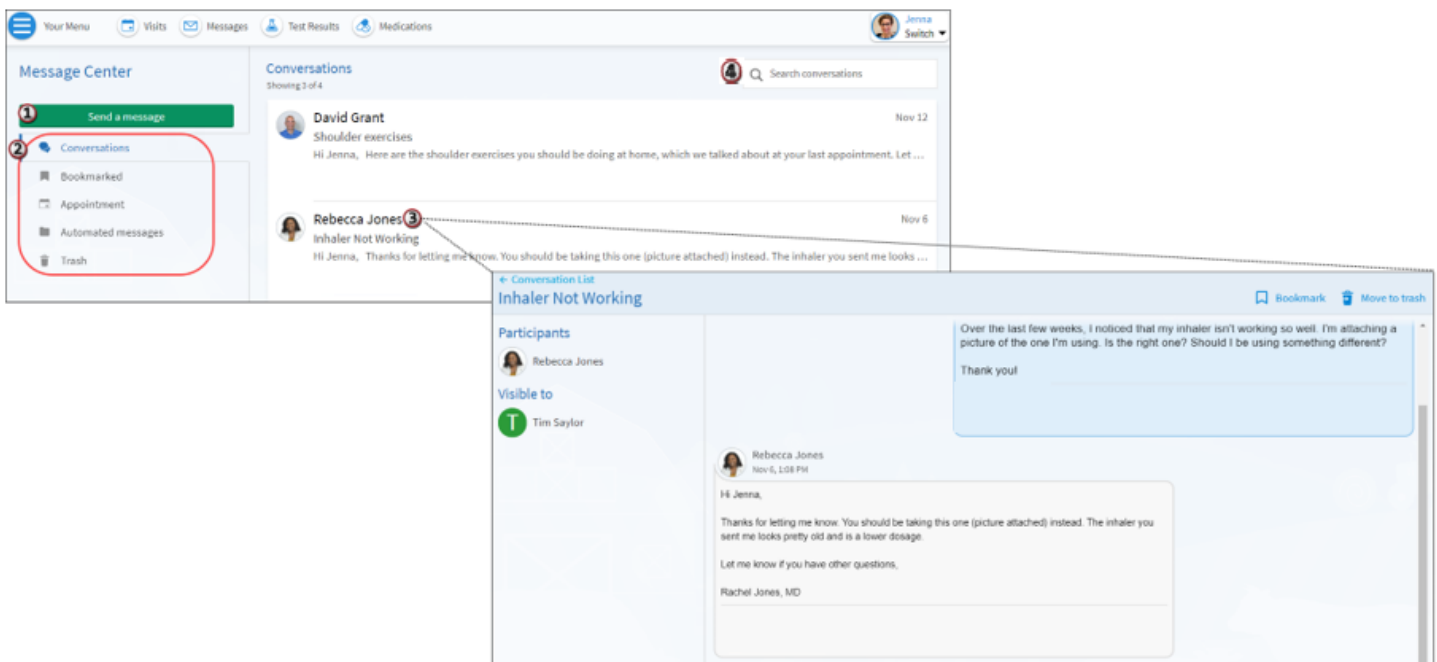 Your Menu Visits Messages Test Results Medications
Jenna
Switch
Message Center
1
Send a message
2
Conversations
Bookmarked
Appointment
Automated messages
Trash
Conversations
Showing 3 of 4
4
Search conversations
David Grant
Nov 12
Shoulder exercises
Hi Jenna, Here are the shoulder exercises you should be doing at home, which we talked about at your last appointment. Let ...
Rebecca Jones 3
Nov 6
Inhaler Not Working
Hi Jenna, Thanks for letting me know. You should be taking this one (picture attached) instead. The inhaler you sent me looks ...
← Conversation List
Inhaler Not Working
Bookmark
Move to trash
Participants
Rebecca Jones
Visible to
T
Tim Saylor
Over the last few weeks, I noticed that my inhaler isn't working so well. I'm attaching a
picture of the one I'm using. Is the right one? Should I be using something different?
Thank you!
Rebecca Jones
Nov 6, 1:08 PM
Hi Jenna,
Thanks for letting me know. You should be taking this one (picture attached) instead. The inhaler you
sent me looks pretty old and is a lower dosage.
Let me know if you have other questions,
Rachel Jones, MD